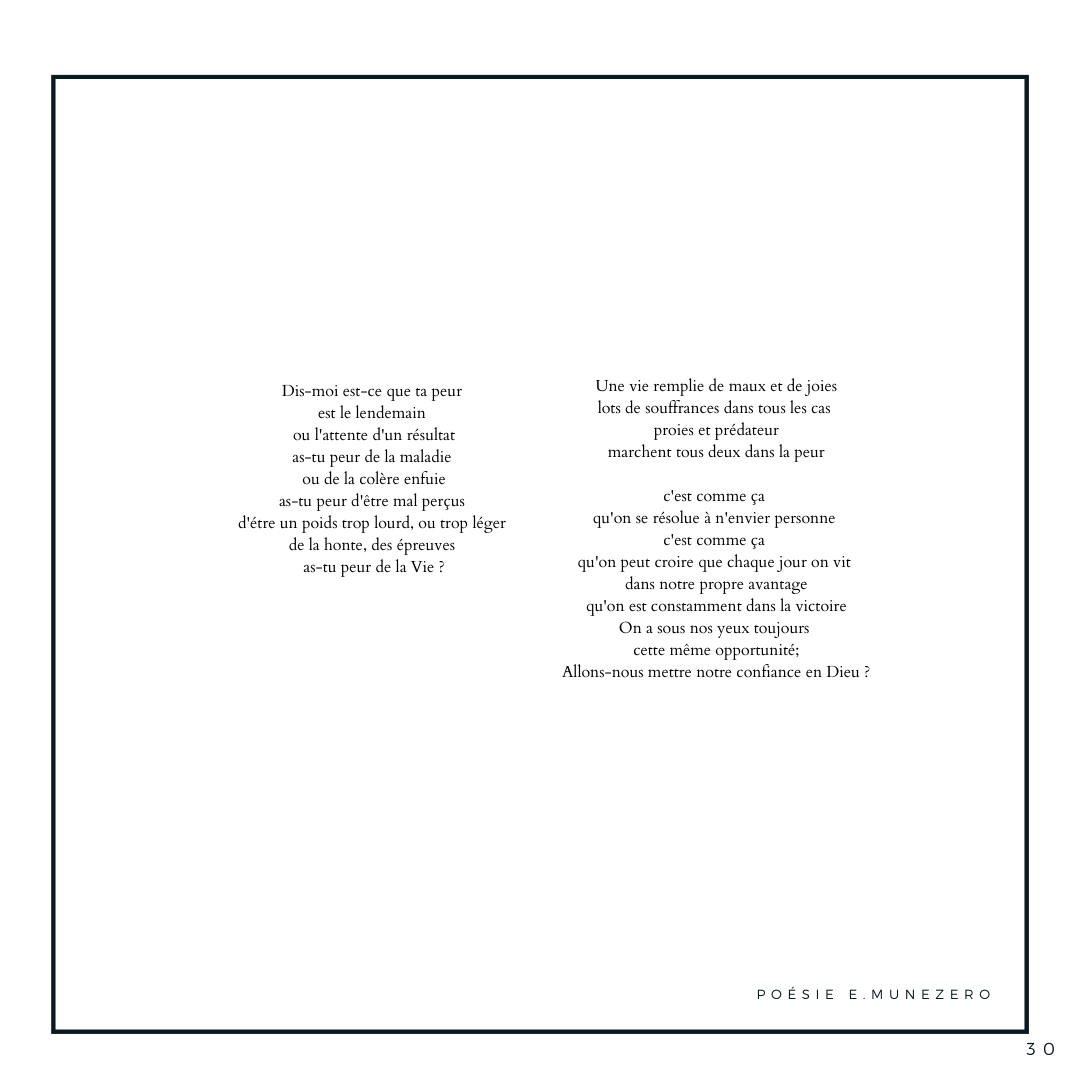 Dis-moi est-ce que ta peur
est le lendemain
ou l'attente d'un résultat
as-tu peur de la maladie
ou de la colère enfuie
as-tu peur d'être mal perçus
d'étre un poids trop lourd, ou trop léger
de la honte, des épreuves
as-tu peur de la Vie ?
Une vie remplie de maux et de joies
lots de souffrances dans tous les cas
proies et prédateur
marchent tous deux dans la peur
c'est comme ça
qu'on se résolue à n'envier personne
c'est comme ça
qu'on peut croire que chaque jour on vit
dans notre propre avantage
qu'on est constamment dans la victoire
On a sous nos yeux toujours
cette même opportunité;
Allons-nous mettre notre confiance en Dieu ?
POÉSIE E.MUNEZERO
30